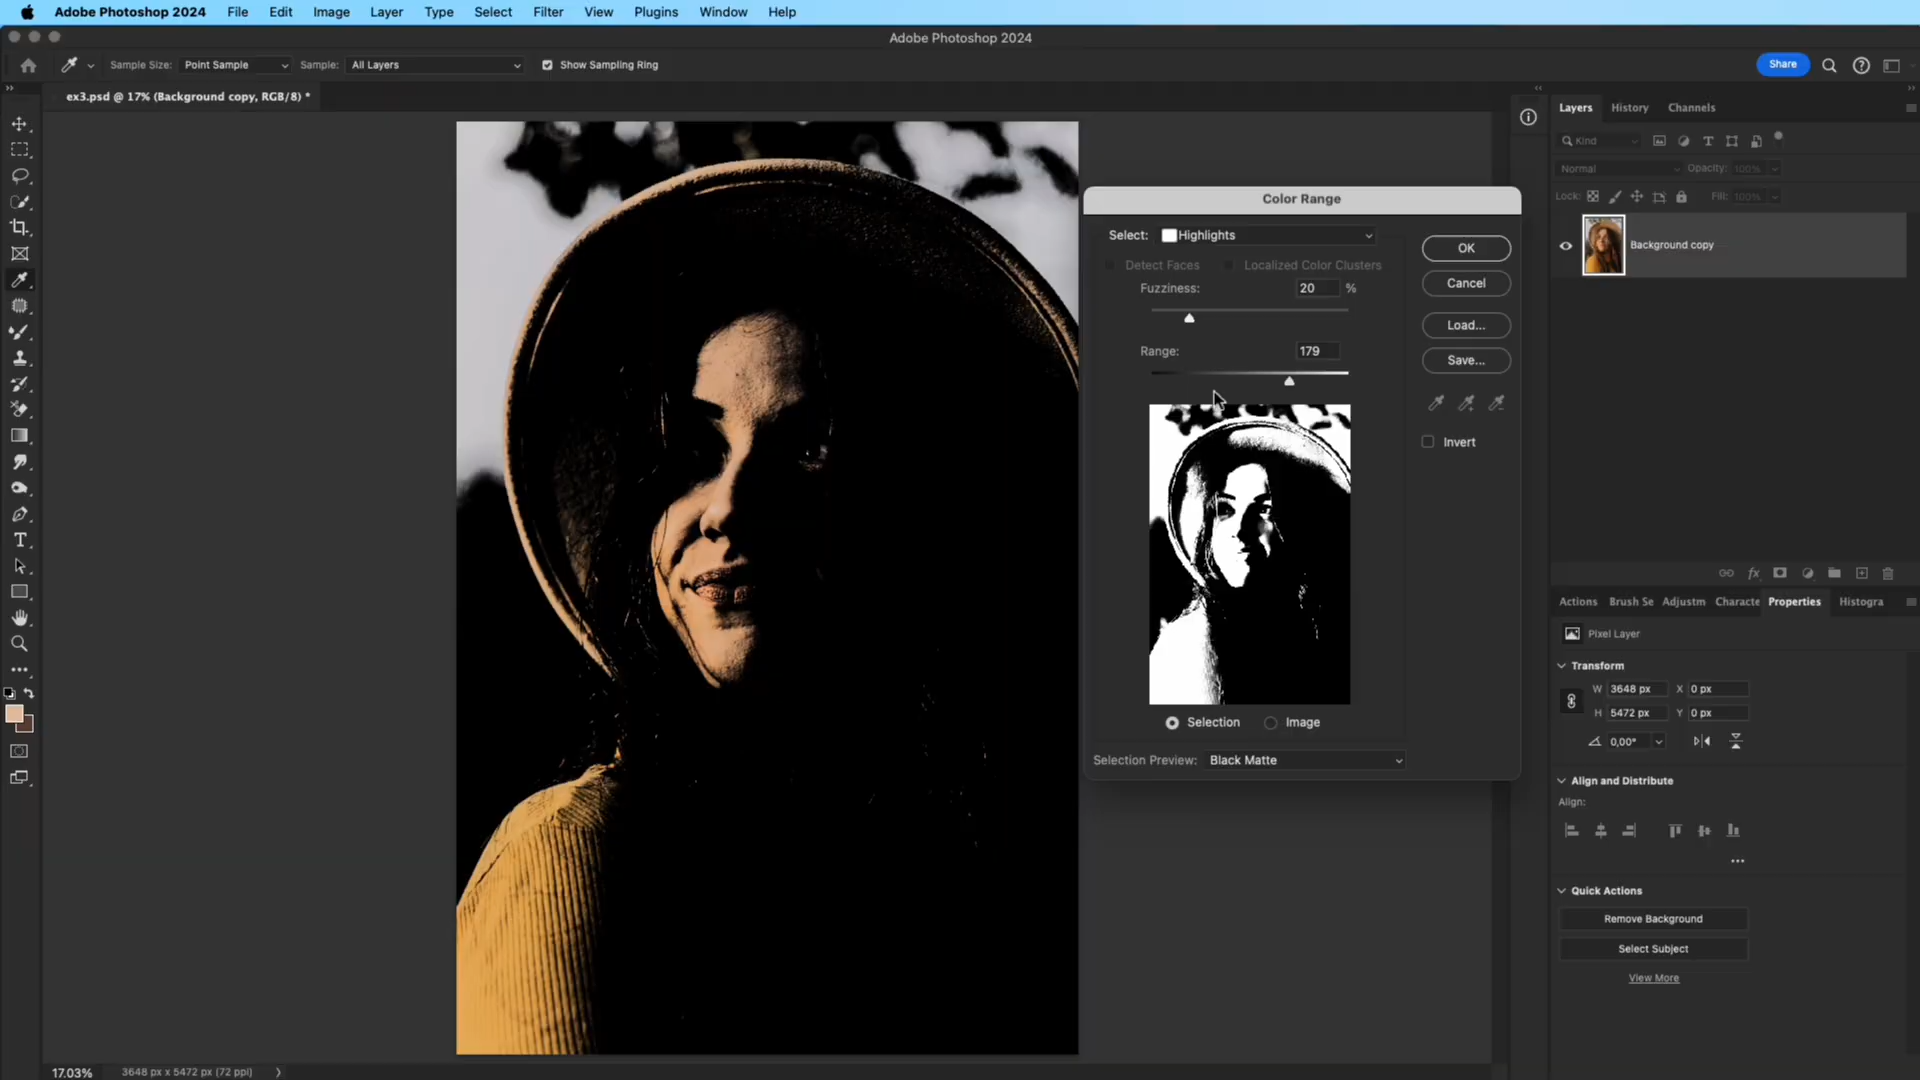 Adobe Photoshop 2024 File Edit Image Layer Type Select Filter View Plugins Window Help
Adobe Photoshop 2024
Sample Size: Point Sample Sample: All Layers Show Sampling Ring Share
ex3.psd @ 17% (Background copy, RGB/8) *
Layers History Channels
Kind
Normal Opacity: 100%
Lock: Fill: 100%
Background copy
Color Range
Select: Highlights
OK
Detect Faces Localized Color Clusters
Fuzziness: 20 %
Cancel
Load...
Range: 179
Save...
Invert
Selection Image
Selection Preview: Black Matte
Actions Brush Se Adjustm Characte Properties Histogra
Pixel Layer
Transform
W 3648 px X 0 px
H 5472 px Y 0 px
0,00°
Align and Distribute
Align:
Quick Actions
Remove Background
Select Subject
View More
17.03% 3648 px x 5472 px (72 ppi)